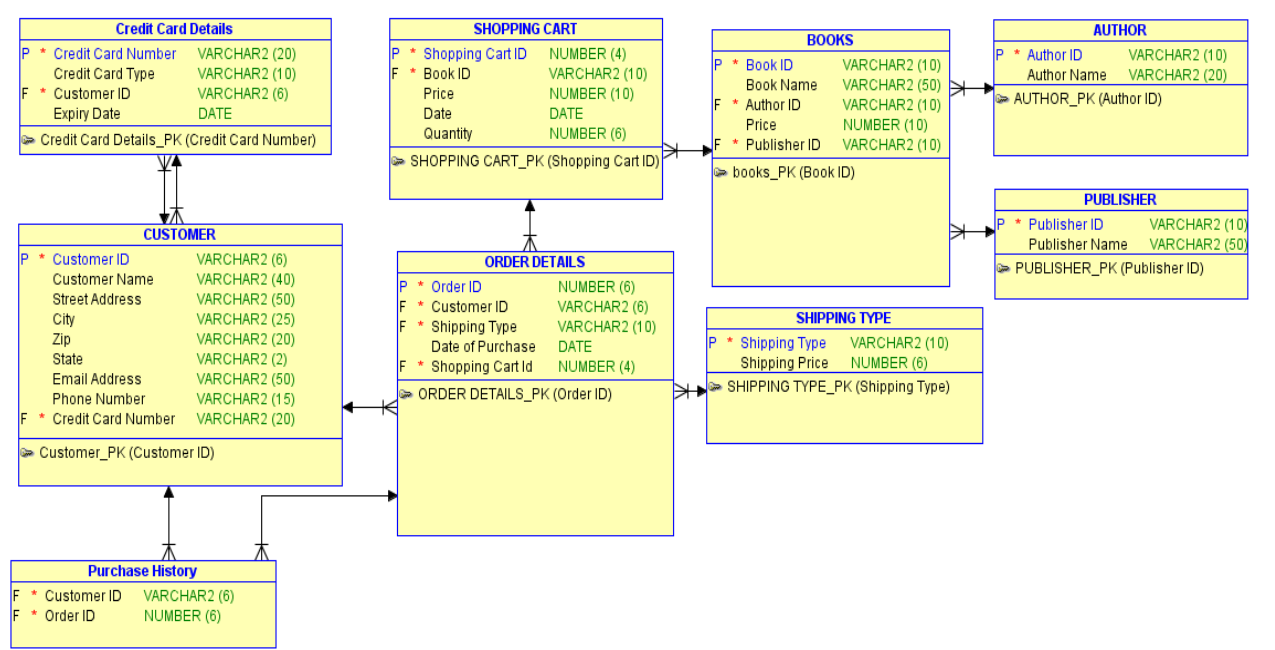 Credit Card Details
P * Credit Card Number VARCHAR2 (20)
Credit Card Type VARCHAR2 (10)
F * Customer ID VARCHAR2 (6)
Expiry Date DATE
Credit Card Details_PK (Credit Card Number)
SHOPPING CART
P * Shopping Cart ID NUMBER (4)
F * Book ID VARCHAR2 (10)
Price NUMBER (10)
Date DATE
Quantity NUMBER (6)
SHOPPING CART_PK (Shopping Cart ID)
BOOKS
P * Book ID VARCHAR2 (10)
Book Name VARCHAR2 (50)
F * Author ID VARCHAR2 (10)
Price NUMBER (10)
F * Publisher ID VARCHAR2 (10)
books_PK (Book ID)
AUTHOR
P * Author ID VARCHAR2 (10)
Author Name VARCHAR2 (20)
AUTHOR_PK (Author ID)
PUBLISHER
P * Publisher ID VARCHAR2 (10)
Publisher Name VARCHAR2 (50)
PUBLISHER_PK (Publisher ID)
CUSTOMER
P * Customer ID VARCHAR2 (6)
Customer Name VARCHAR2 (40)
Street Address VARCHAR2 (50)
City VARCHAR2 (25)
Zip VARCHAR2 (20)
State VARCHAR2 (2)
Email Address VARCHAR2 (50)
Phone Number VARCHAR2 (15)
F * Credit Card Number VARCHAR2 (20)
Customer_PK (Customer ID)
ORDER DETAILS
P * Order ID NUMBER (6)
F * Customer ID VARCHAR2 (6)
F * Shipping Type VARCHAR2 (10)
Date of Purchase DATE
F * Shopping Cart Id NUMBER (4)
ORDER DETAILS_PK (Order ID)
SHIPPING TYPE
P * Shipping Type VARCHAR2 (10)
Shipping Price NUMBER (6)
SHIPPING TYPE_PK (Shipping Type)
Purchase History
F * Customer ID VARCHAR2 (6)
F * Order ID NUMBER (6)